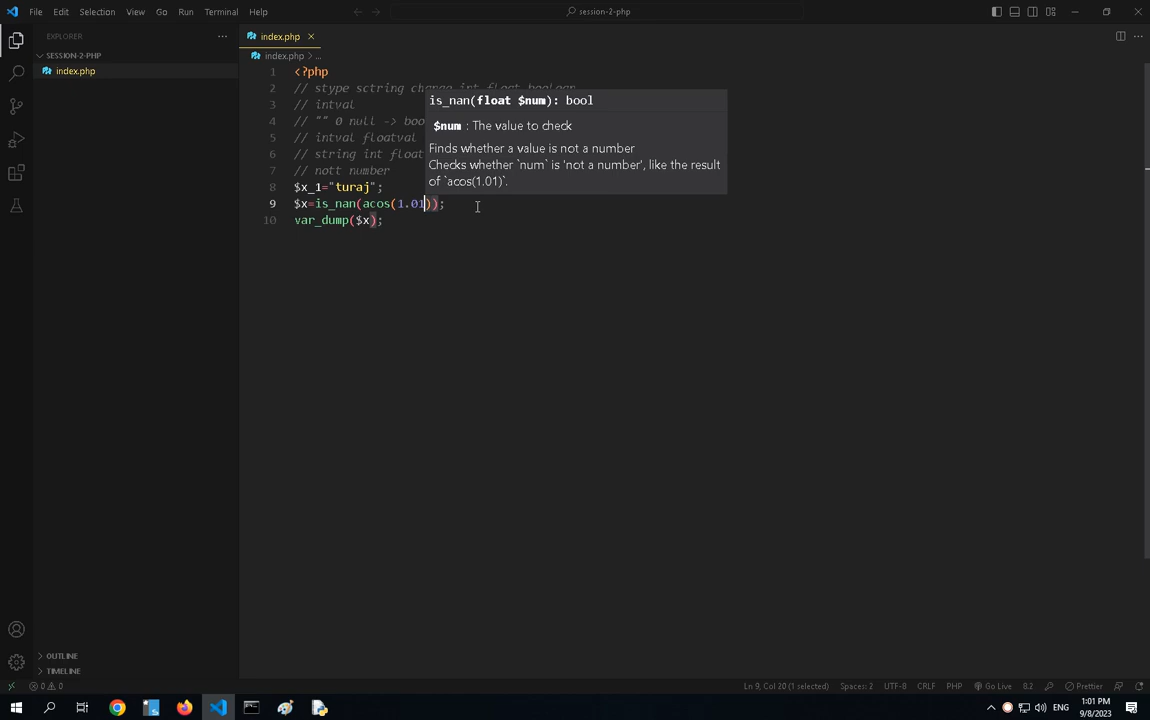 File Edit Selection View Go Run Terminal Help
session-2-php
EXPLORER
index.php
SESSION-2-PHP
index.php > ...
index.php
1 <?php
2 // stype sctring change int float boolean
3 // intval
4 // "" 0 null -> boo
5 // intval floatval
6 // string int float
7 // nott number
8 $x_1="turaj";
9 $x=is_nan(acos(1.01));
10 var_dump($x);
is_nan(float $num): bool
$num : The value to check
Finds whether a value is not a number
Checks whether `num` is 'not a number', like the result
of `acos(1.01)`.
OUTLINE
TIMELINE
0 0 Ln 9, Col 20 (1 selected) Spaces: 2 UTF-8 CRLF PHP Go Live 8.2 Prettier
ENG
1:01 PM
9/8/2023